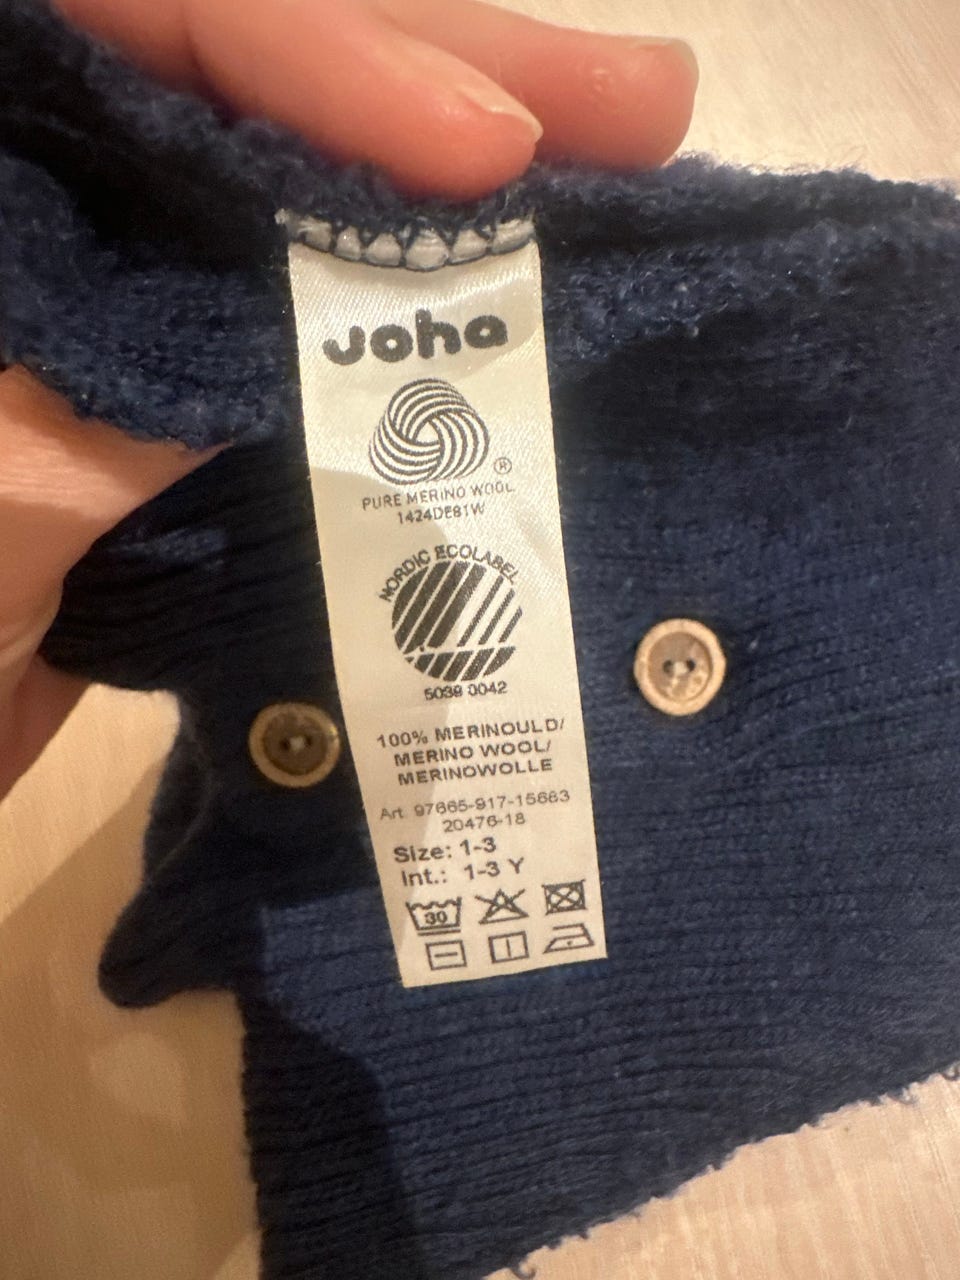 Joha
®
PURE MERINO WOOL
1424DE81W
NORDIC ECOLABEL
5039 0042
100% MERINOULD/
MERINO WOOL/
MERINOWOLLE
Art. 97665-917-15683
20476-18
Size: 1-3
Int.: 1-3 Y
30